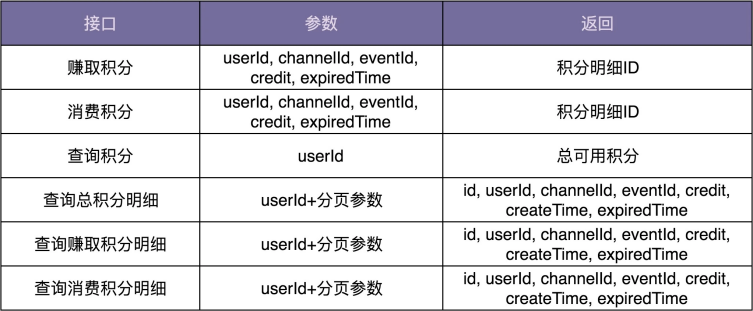 接口 参数 返回
赚取积分 userId, channelId, eventId, credit, expiredTime 积分明细ID
消费积分 userId, channelId, eventId, credit, expiredTime 积分明细ID
查询积分 userId 总可用积分
查询总积分明细 userId+分页参数 id, userId, channelId, eventId, credit, createTime, expiredTime
查询赚取积分明细 userId+分页参数 id, userId, channelId, eventId, credit, createTime, expiredTime
查询消费积分明细 userId+分页参数 id, userId, channelId, eventId, credit, createTime, expiredTime